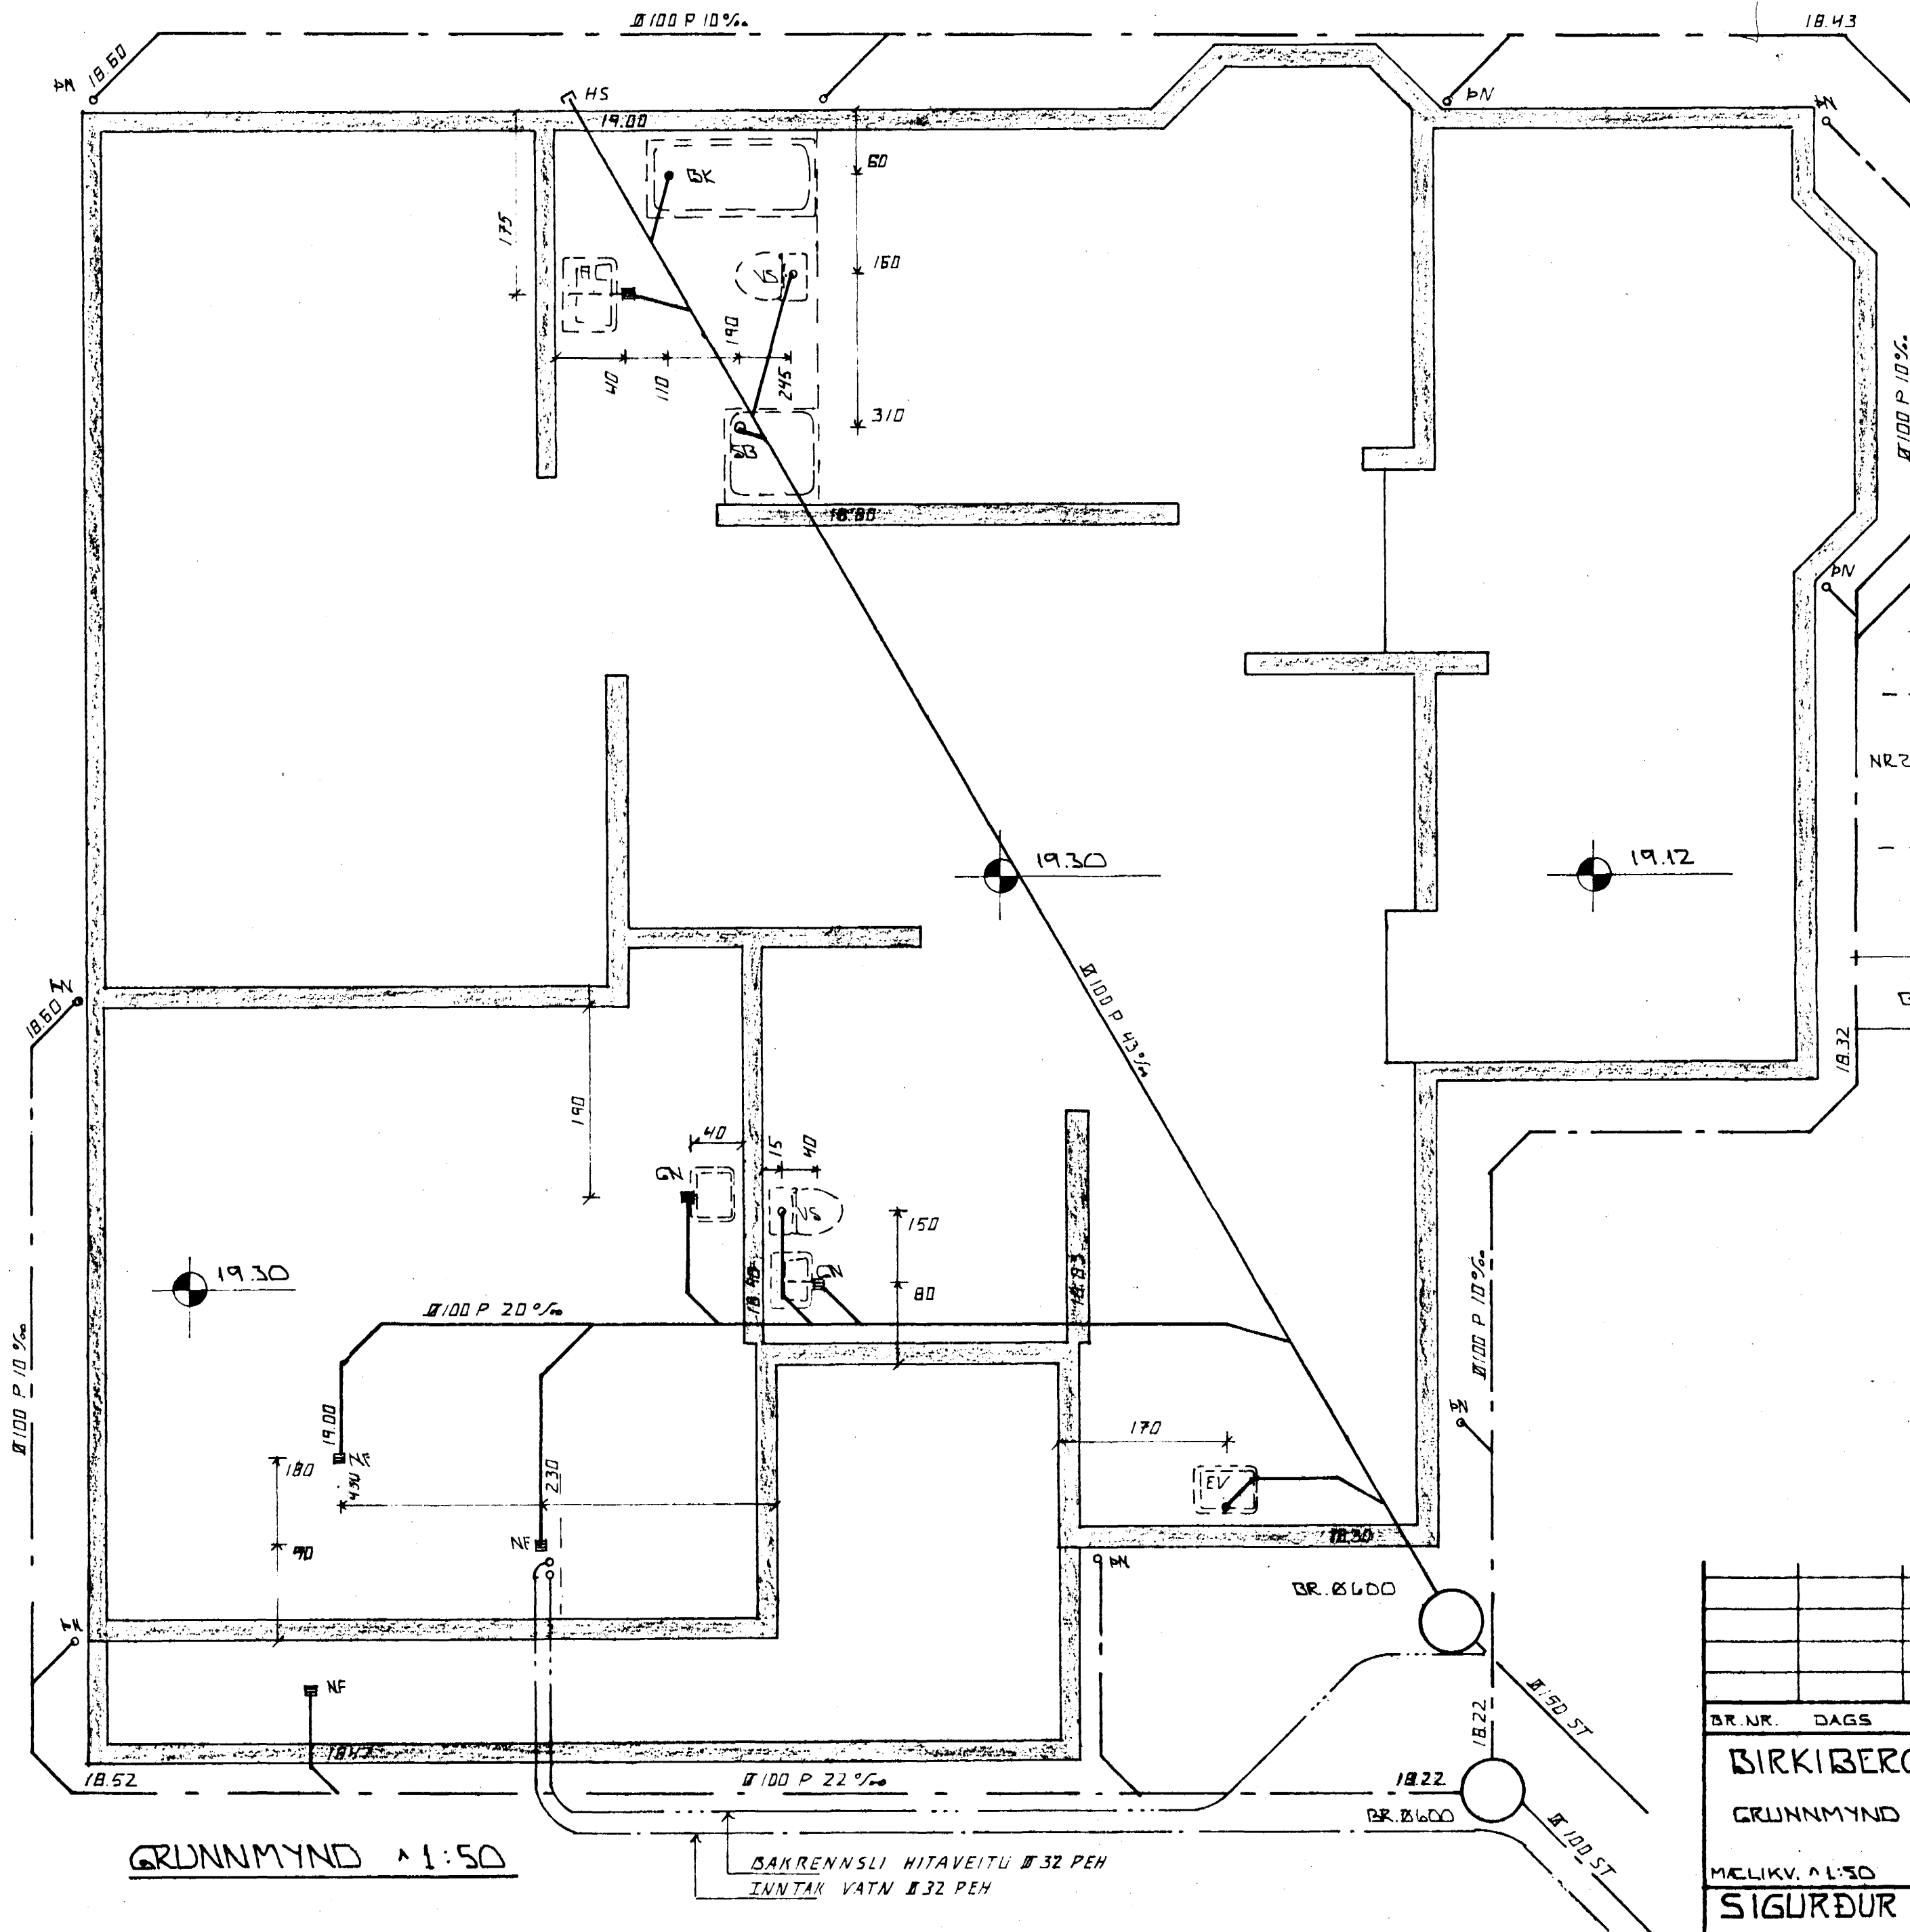 Ø100 P 10‰
18.43
18.60
ÞN
HS
ÞN
ÞN
19.00
60
BK
175
160
VS
190
40
110
245
310
SB
18.80
Ø100 P 10‰
ÞN
NR2
19.30
19.12
ÞN
18.60
Ø100 P 43‰
18.32
190
40
15
40
GN
VS
150
GN
80
18.83
19.30
Ø100 P 20‰
Ø100 P 10‰
Ø100 P 10‰
ÞN
19.00
170
180
NF
430
230
EV
NF
90
18.30
ÞN
BR.Ø600
ÞN
NF
18.47
Ø150 ST
18.22
18.52
Ø100 P 22‰
18.22
BR.Ø600
Ø100 ST
GRUNNMYND ^ 1:50
BAKRENNSLI HITAVEITU Ø32 PEH
INNTAK VATN Ø32 PEH
BR.NR. DAGS
BIRKIBERG
GRUNNMYND
MÆLIKV. ^ 1:50
SIGURÐUR